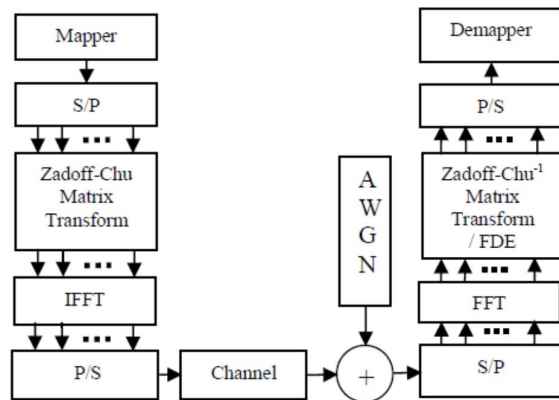 Mapper
S/P
Zadoff-Chu
Matrix
Transform
IFFT
P/S
Channel
A
W
G
N
+
Demapper
P/S
Zadoff-Chu⁻¹
Matrix
Transform
/ FDE
FFT
S/P